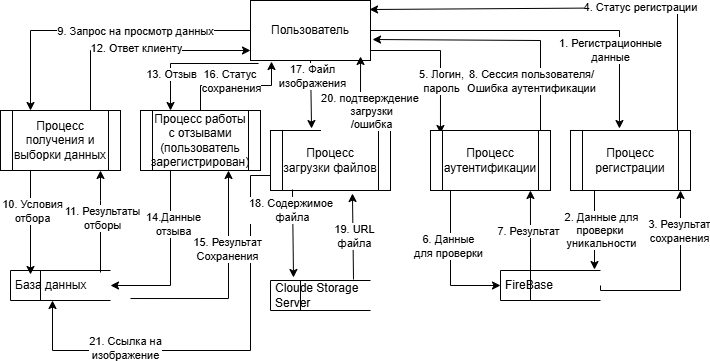 4. Статус регистрации
Пользователь
9. Запрос на просмотр данных
12. Ответ клиенту
13. Отзыв
16. Статус
сохранения
17. Файл
изображения
20. подтверждение
загрузки
/ошибка
5. Логин,
пароль
8. Сессия пользователя/
Ошибка аутентификации
1. Регистрационные
данные
Процесс
получения и
выборки данных
Процесс работы
с отзывами
(пользователь
зарегистрирован)
Процесс
загрузки файлов
Процесс
аутентификации
Процесс
регистрации
10. Условия
отбора
11. Результаты
отборы
14.Данные
отзыва
15. Результат
Сохранения
18. Содержимое
файла
19. URL
файла
6. Данные
для проверки
7. Результат
2. Данные для
проверки
уникальности
3. Результат
сохранения
База данных
Cloude Storage
Server
FireBase
21. Ссылка на
изображение